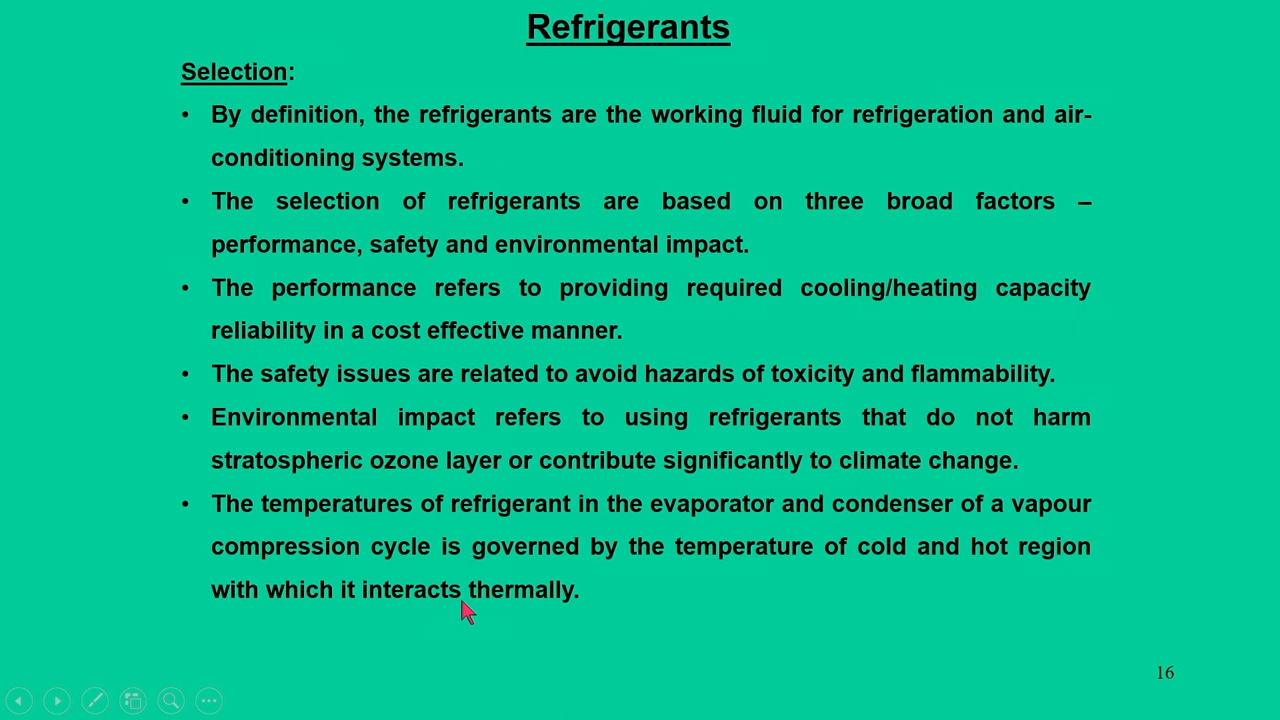 Refrigerants
Selection:
• By definition, the refrigerants are the working fluid for refrigeration and air-
conditioning systems.
• The selection of refrigerants are based on three broad factors –
performance, safety and environmental impact.
• The performance refers to providing required cooling/heating capacity
reliability in a cost effective manner.
• The safety issues are related to avoid hazards of toxicity and flammability.
• Environmental impact refers to using refrigerants that do not harm
stratospheric ozone layer or contribute significantly to climate change.
• The temperatures of refrigerant in the evaporator and condenser of a vapour
compression cycle is governed by the temperature of cold and hot region
with which it interacts thermally.
16